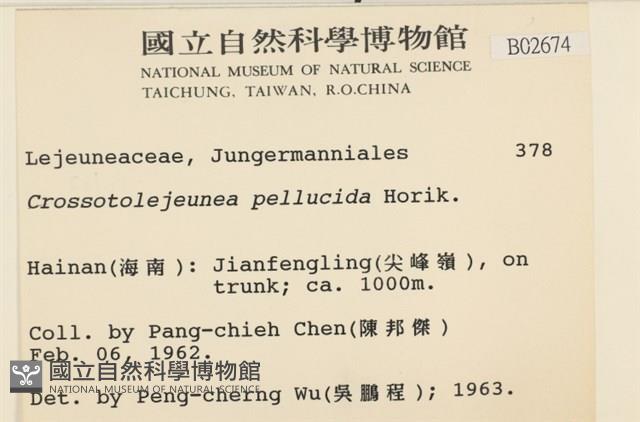 國立自然科學博物館
B02674
NATIONAL MUSEUM OF NATURAL SCIENCE
TAICHUNG, TAIWAN, R.O.CHINA
Lejeuneaceae, Jungermanniales 378
Crossotolejeunea pellucida Horik.
Hainan(海南): Jianfengling(尖峰嶺), on
trunk; ca. 1000m.
Coll. by Pang-chieh Chen(陳邦傑)
Feb. 06, 1962.
國立自然科學博物館
NATIONAL MUSEUM OF NATURAL SCIENCE
Det. by Peng-cherng Wu(吳鵬程); 1963.